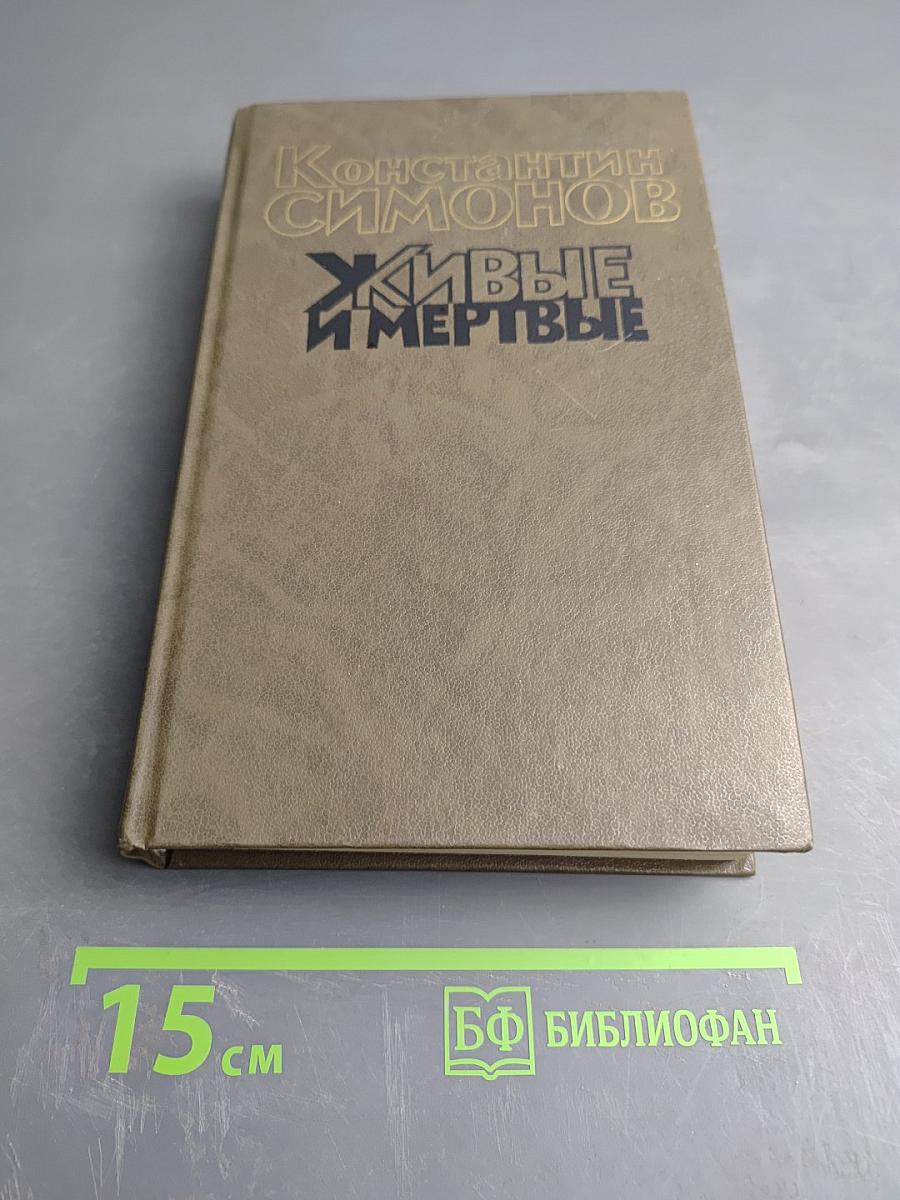 Константин
СИМОНОВ
ЖИВЫЕ
И МЕРТВЫЕ
15 см
БФ БИБЛИОФАН